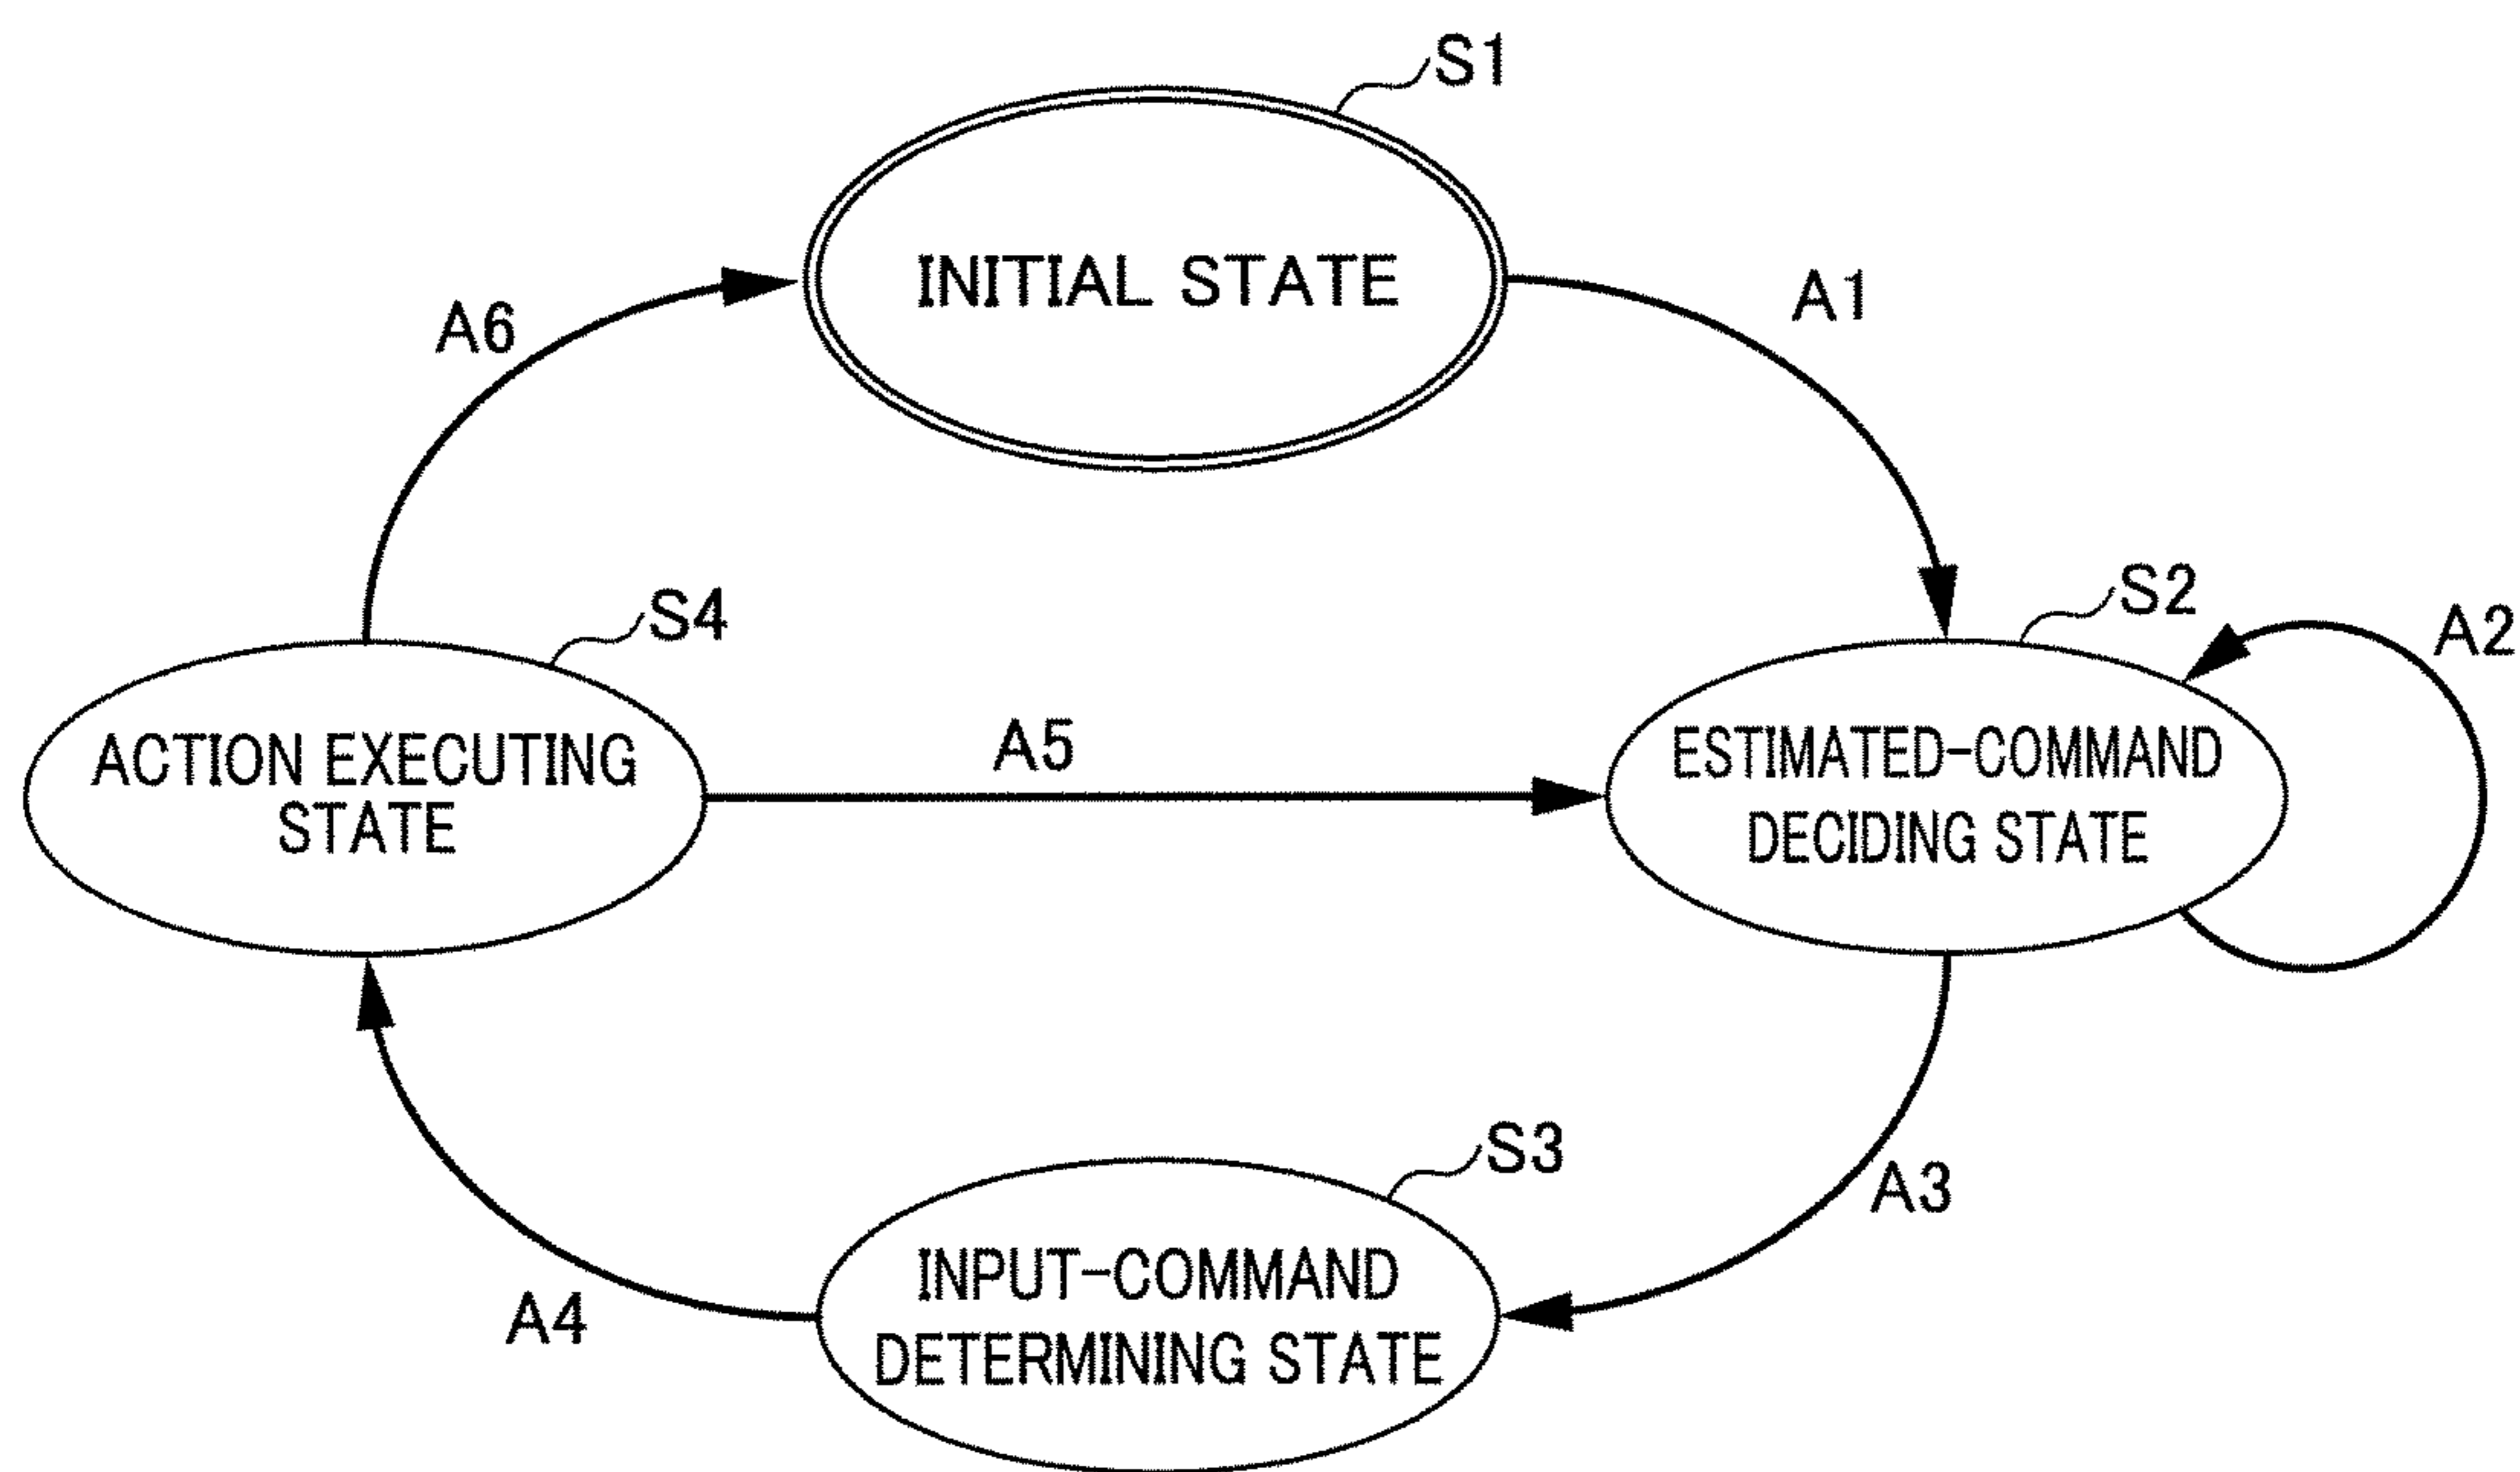 S1
INITIAL STATE
A1
A6
S2
A2
S4
ACTION EXECUTING
STATE
A5
ESTIMATED-COMMAND
DECIDING STATE
S3
A3
INPUT-COMMAND
DETERMINING STATE
A4